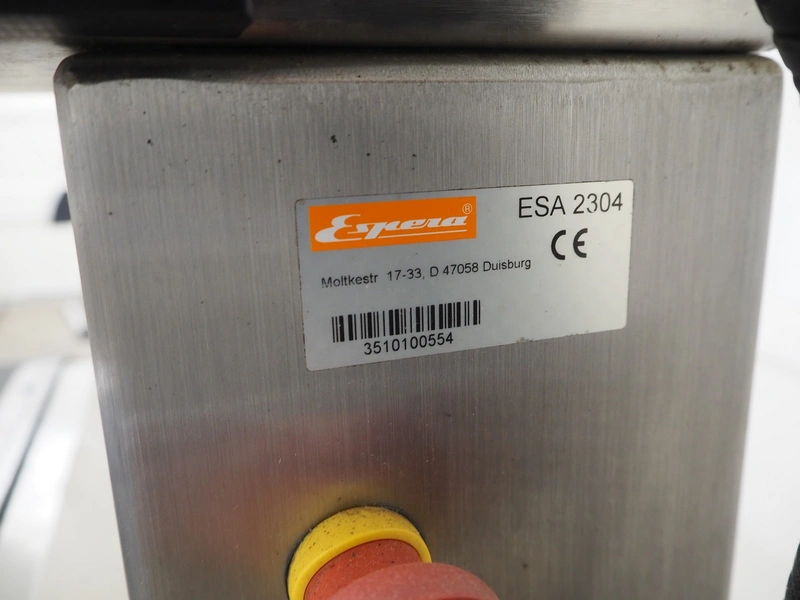 Espera®
ESA 2304
CE
Moltkestr 17-33, D 47058 Duisburg
3510100554